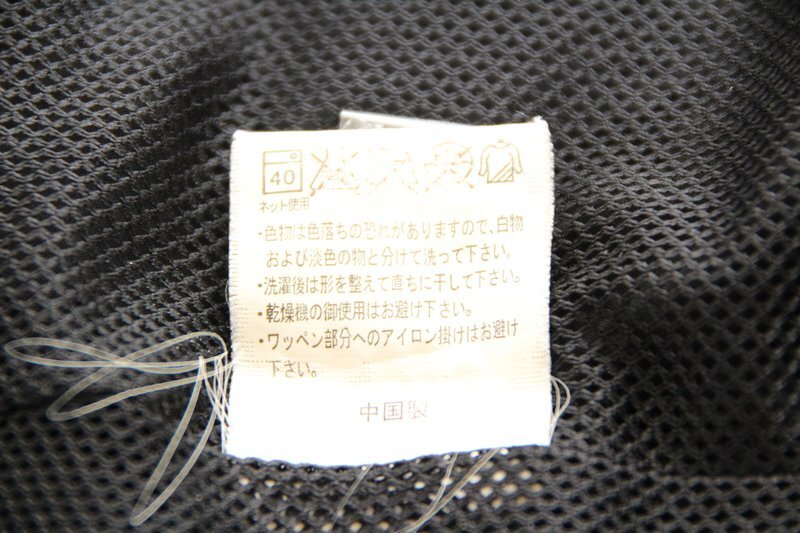 40
ネット使用
・色物は色落ちの恐れがありますので、白物
および淡色の物と分けて洗って下さい。
・洗濯後は形を整えて直ちに干して下さい。
・乾燥機の御使用はお避け下さい。
・ワッペン部分へのアイロン掛けはお避け
下さい。
中国製